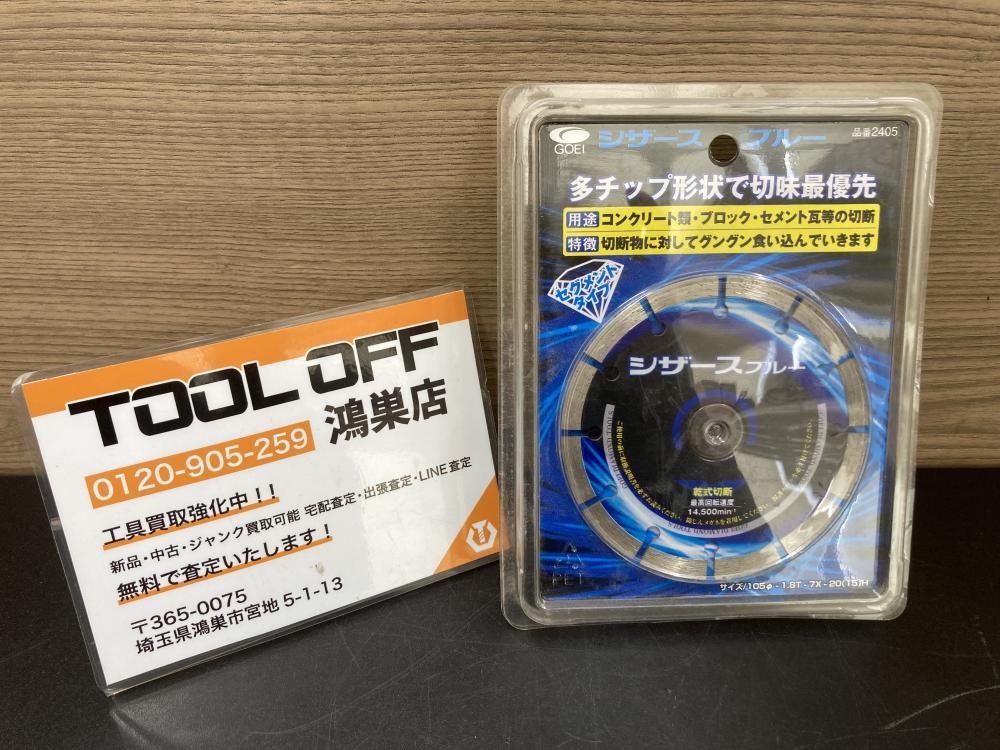 TOOL OFF
鴻巣店
0120-905-259
工具買取強化中!!
新品・中古・ジャンク買取可能 宅配査定・出張査定・LINE査定
無料で査定いたします!
〒365-0075
埼玉県鴻巣市宮地 5-1-13
GOEI
シザースブルー
品番2405
多チップ形状で切味最優先
用途 コンクリート類・ブロック・セメント瓦等の切断
特徴 切断物に対してグングン食い込んでいきます
セグメント
タイプ
シザースブルー
乾式切断
最高回転速度
14,500min⁻¹
PET
サイズ/105φ - 1.8T - 7X - 20(15)H